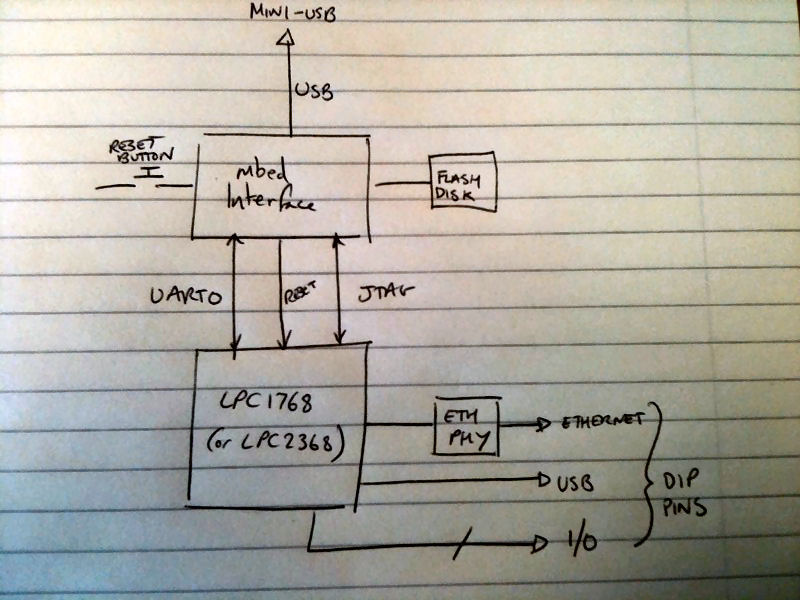 MINI-USB
USB
RESET
BUTTON
mbed
Interface
FLASH
DISK
UART0
RESET
JTAG
LPC1768
(or LPC2368)
ETH
PHY
ETHERNET
USB
DIP
PINS
I/O